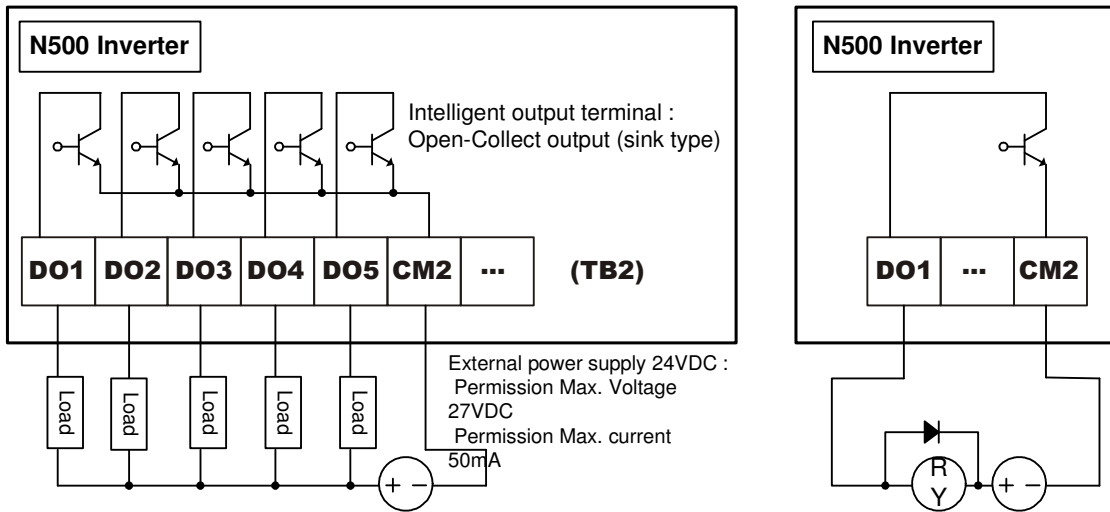 N500 Inverter
Intelligent output terminal :
Open-Collect output (sink type)
DO1 DO2 DO3 DO4 DO5 CM2 ... (TB2)
External power supply 24VDC :
Permission Max. Voltage
27VDC
Permission Max. current
50mA
Load Load Load Load Load
+ −
N500 Inverter
DO1 ... CM2
R
Y
+ −